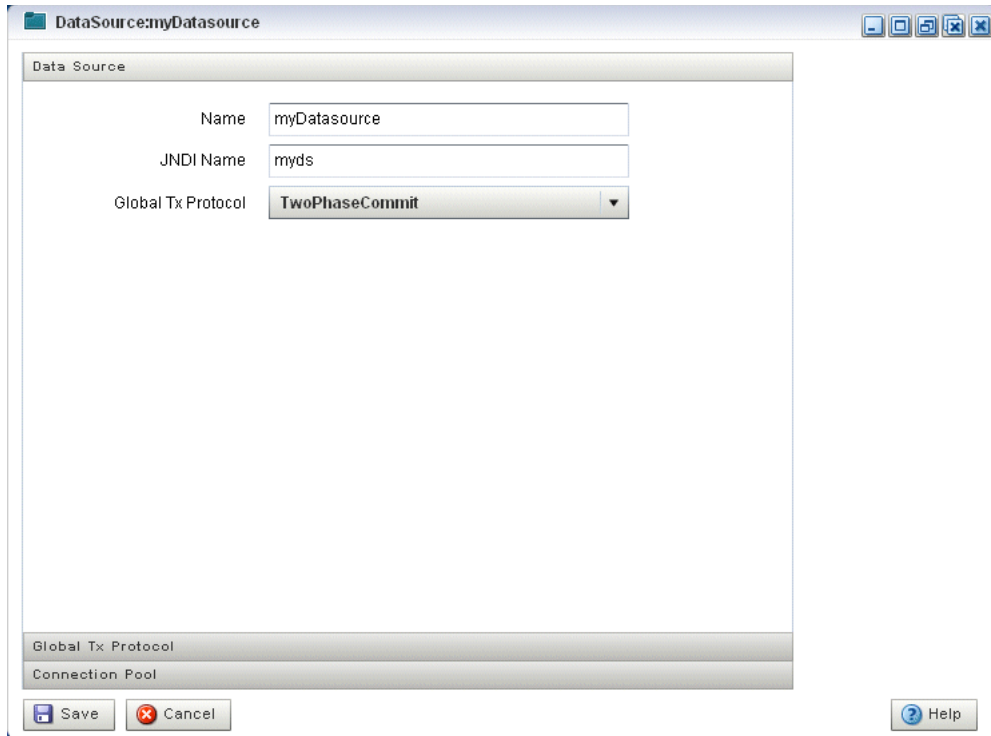 DataSource:myDatasource
Data Source
Name myDatasource
JNDI Name myds
Global Tx Protocol TwoPhaseCommit
Global Tx Protocol
Connection Pool
Save Cancel Help